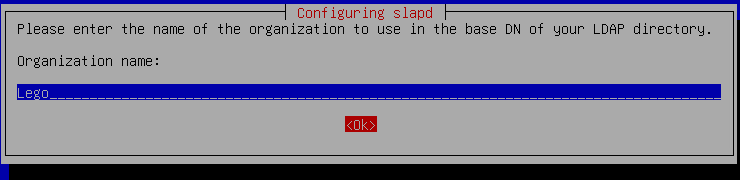 Configuring slapd
Please enter the name of the organization to use in the base DN of your LDAP directory.
Organization name:
Lego
<Ok>